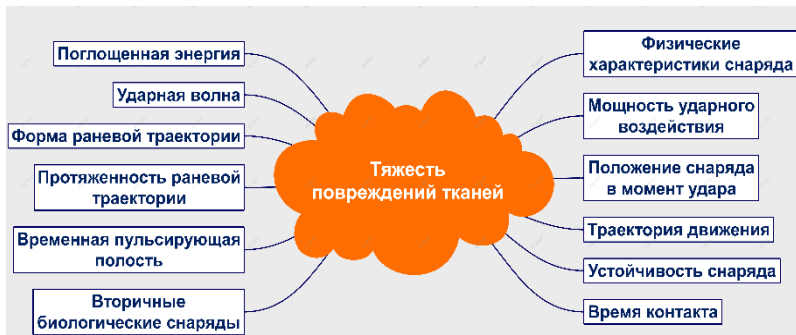 Поглощенная энергия
Ударная волна
Форма раневой траектории
Протяженность раневой
траектории
Временная пульсирующая
полость
Вторичные
биологические снаряды
Тяжесть
повреждений тканей
Физические
характеристики снаряда
Мощность ударного
воздействия
Положение снаряда
в момент удара
Траектория движения
Устойчивость снаряда
Время контакта